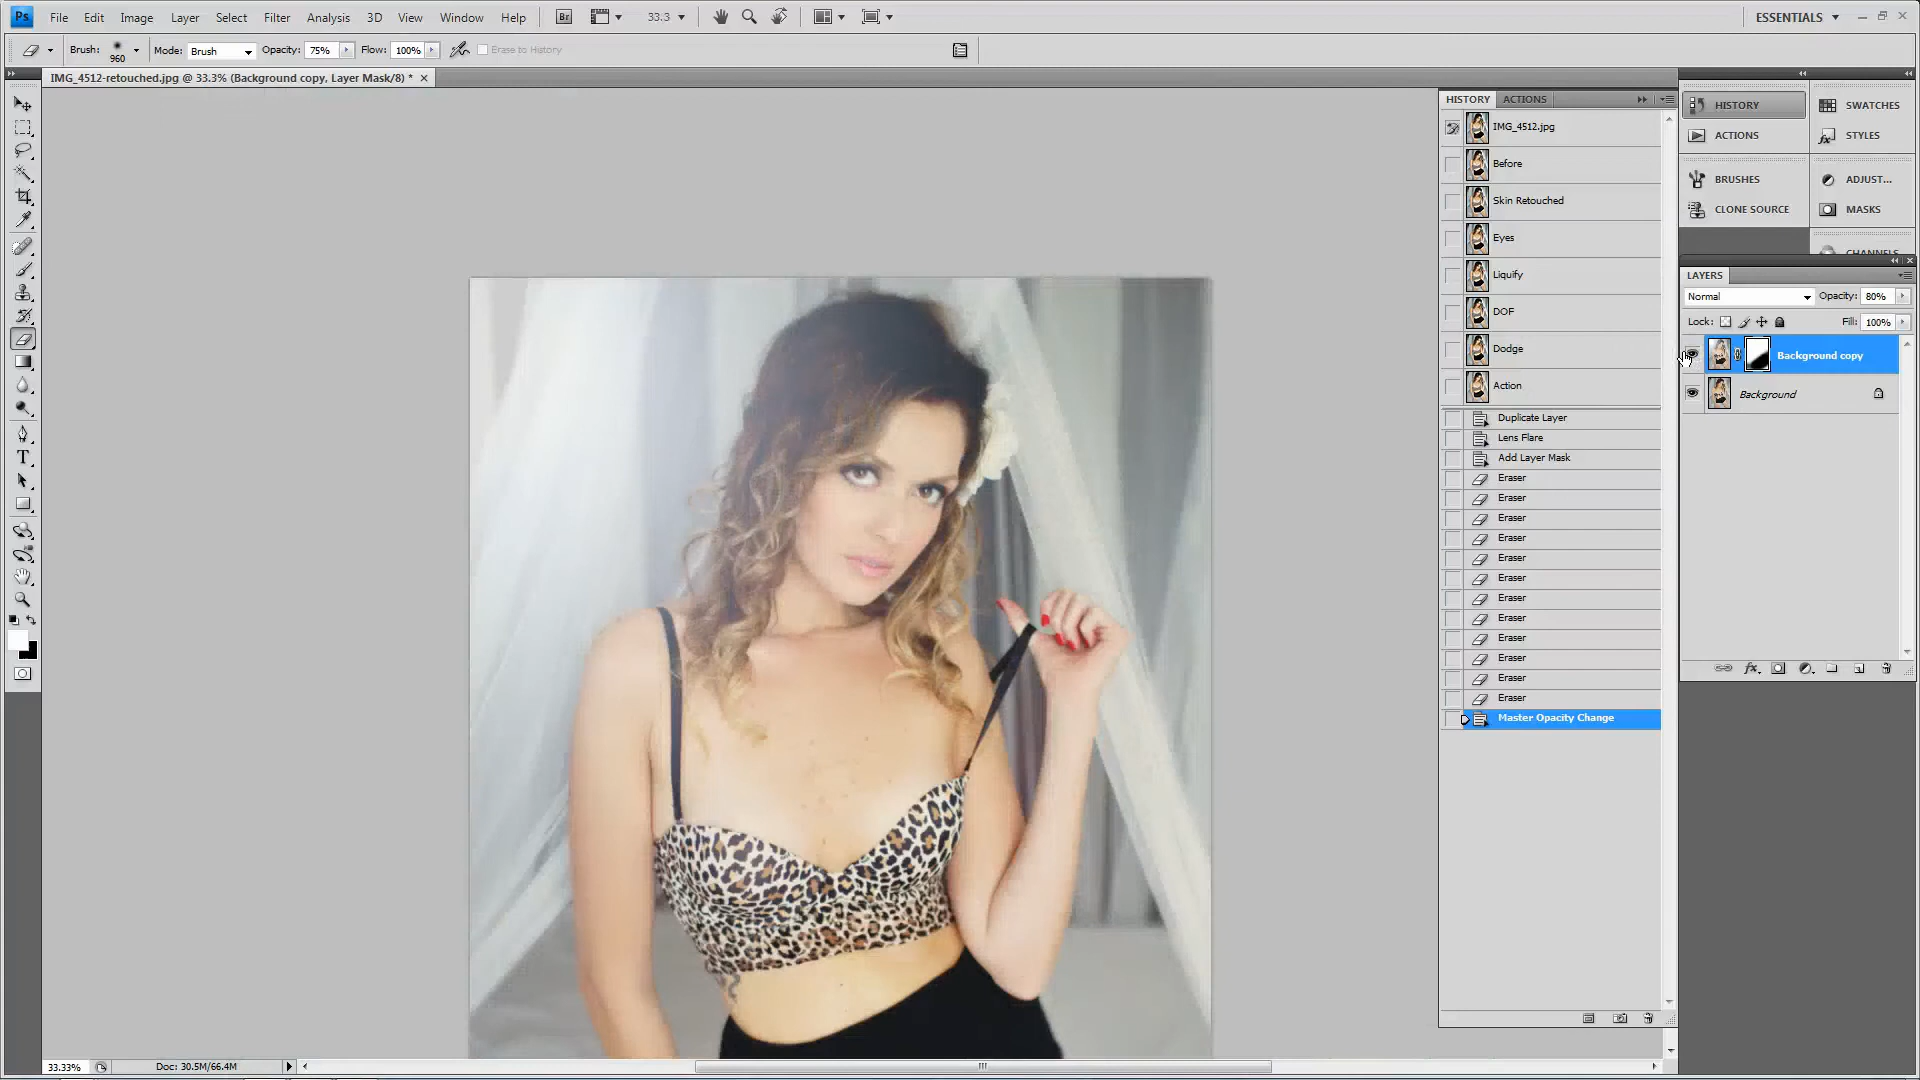 Ps File Edit Image Layer Select Filter Analysis 3D View Window Help Br 33.3 ESSENTIALS
Brush: 960 Mode: Brush Opacity: 75% Flow: 100% Erase to History
IMG_4512-retouched.jpg @ 33.3% (Background copy, Layer Mask/8) *
HISTORY ACTIONS
IMG_4512.jpg
Before
Skin Retouched
Eyes
Liquify
DOF
Dodge
Action
Duplicate Layer
Lens Flare
Add Layer Mask
Eraser
Eraser
Eraser
Eraser
Eraser
Eraser
Eraser
Eraser
Eraser
Eraser
Eraser
Eraser
Master Opacity Change
HISTORY SWATCHES
ACTIONS STYLES
BRUSHES ADJUST...
CLONE SOURCE MASKS
CHANNELS
LAYERS
Normal Opacity: 80%
Lock: Fill: 100%
Background copy
Background
33.33% Doc: 30.5M/66.4M